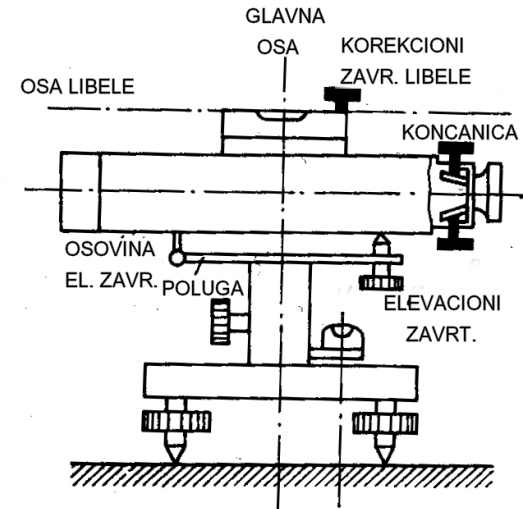 GLAVNA
OSA
KOREKCIONI
ZAVR. LIBELE
OSA LIBELE
KONCANICA
OSOVINA
EL. ZAVR.
POLUGA
ELEVACIONI
ZAVRT.